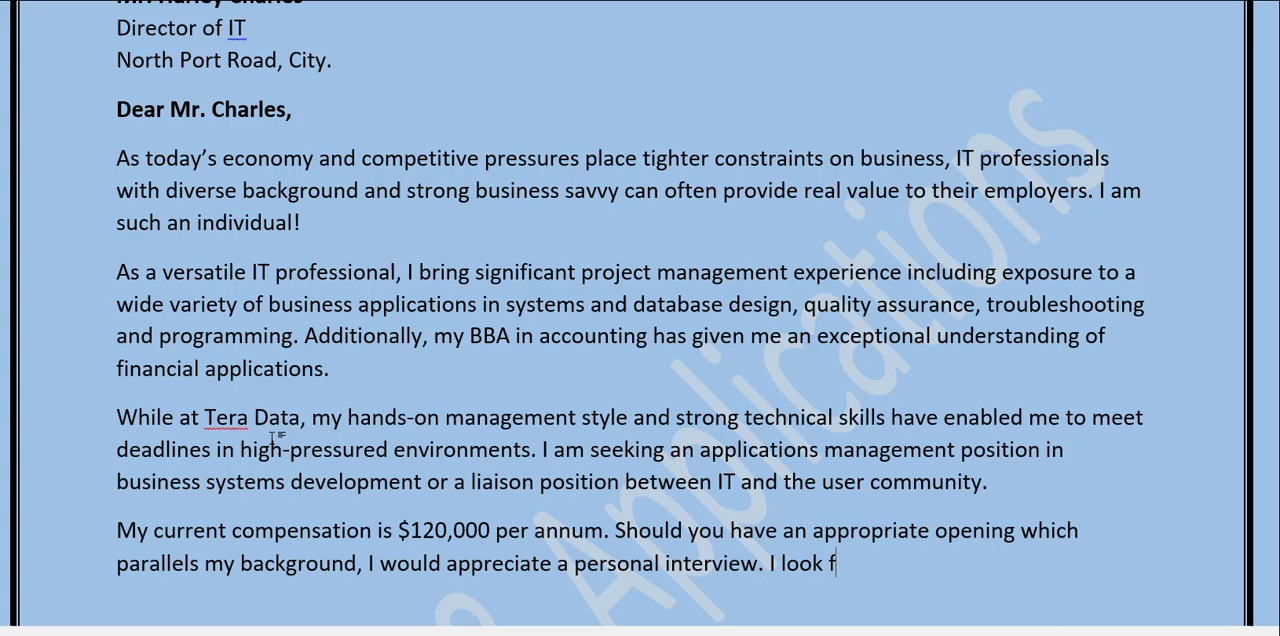 Mr. Harley Charles
Director of IT
North Port Road, City.
Dear Mr. Charles,
As today’s economy and competitive pressures place tighter constraints on business, IT professionals
with diverse background and strong business savvy can often provide real value to their employers. I am
such an individual!
As a versatile IT professional, I bring significant project management experience including exposure to a
wide variety of business applications in systems and database design, quality assurance, troubleshooting
and programming. Additionally, my BBA in accounting has given me an exceptional understanding of
financial applications.
While at Tera Data, my hands-on management style and strong technical skills have enabled me to meet
deadlines in high-pressured environments. I am seeking an applications management position in
business systems development or a liaison position between IT and the user community.
My current compensation is $120,000 per annum. Should you have an appropriate opening which
parallels my background, I would appreciate a personal interview. I look f
& Applications